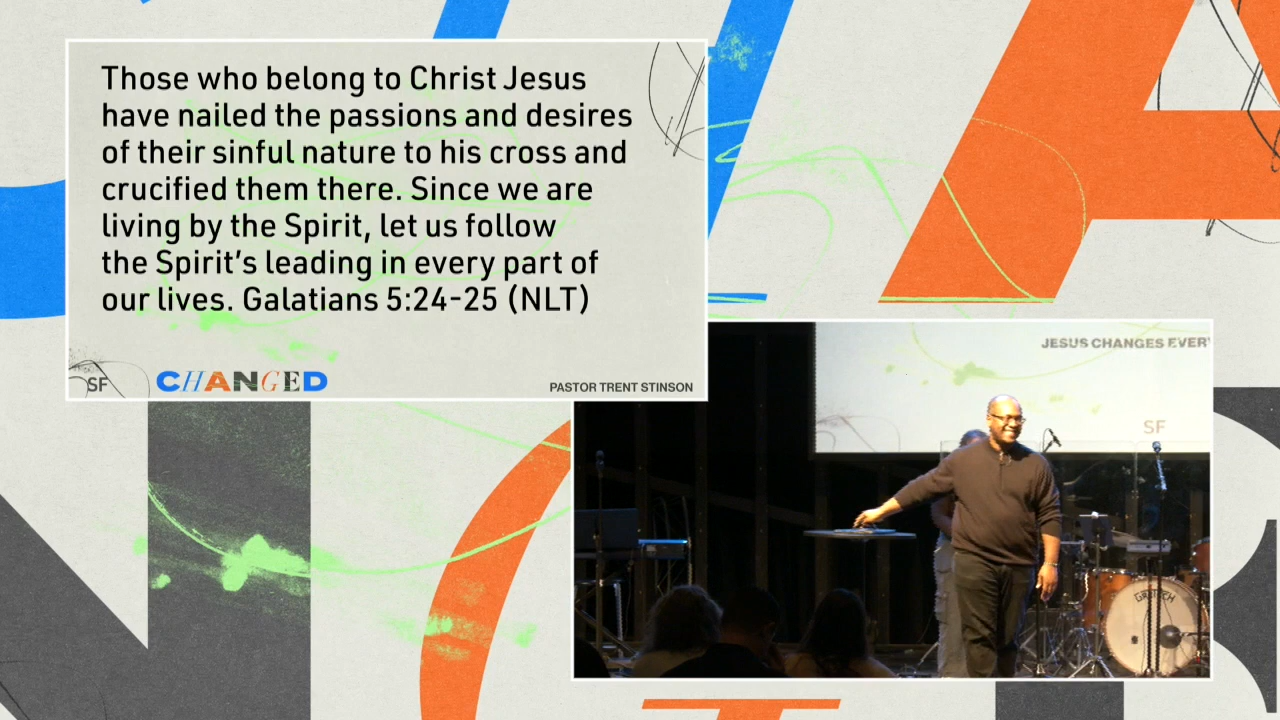 Those who belong to Christ Jesus
have nailed the passions and desires
of their sinful nature to his cross and
crucified them there. Since we are
living by the Spirit, let us follow
the Spirit’s leading in every part of
our lives. Galatians 5:24-25 (NLT)
SF
CHANGED
PASTOR TRENT STINSON
JESUS CHANGES EVERY
SF
GRETSCH